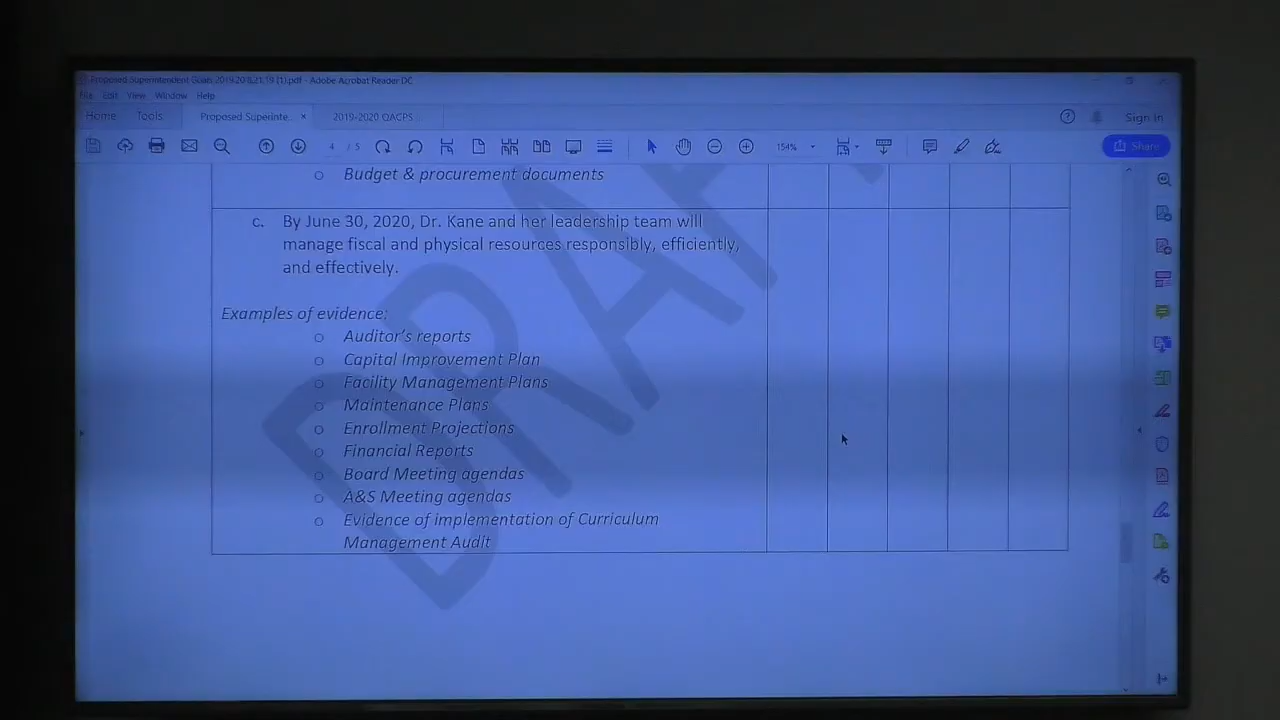 Proposed Superintendent Goals 2019.20 8.21.19 (1).pdf - Adobe Acrobat Reader DC
File Edit View Window Help
Home Tools Proposed Superinte... × 2019-2020 QACPS Sign In
4 / 5 154% Share
○ Budget & procurement documents
c. By June 30, 2020, Dr. Kane and her leadership team will
manage fiscal and physical resources responsibly, efficiently,
and effectively.
Examples of evidence:
○ Auditor's reports
○ Capital Improvement Plan
○ Facility Management Plans
○ Maintenance Plans
○ Enrollment Projections
○ Financial Reports
○ Board Meeting agendas
○ A&S Meeting agendas
○ Evidence of implementation of Curriculum
Management Audit
DRAFT